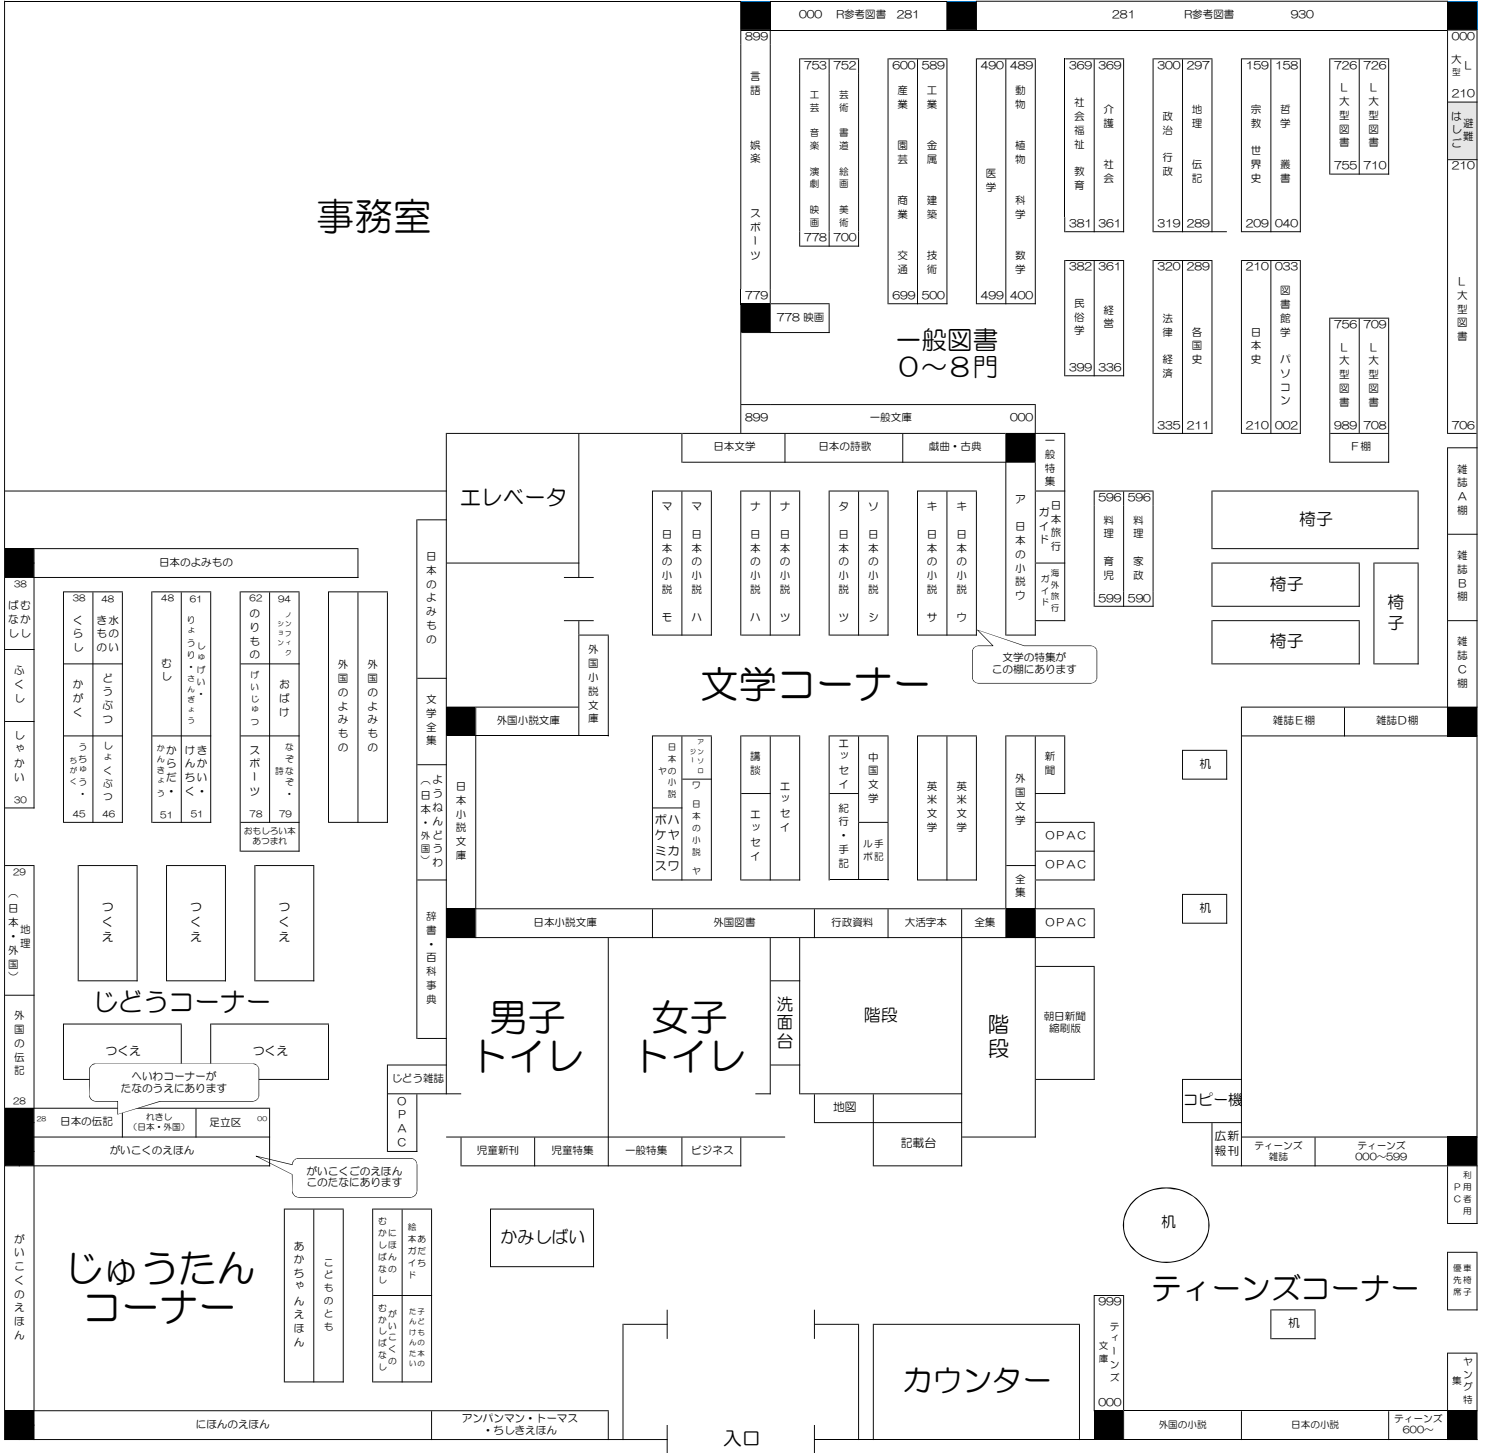 000 R参考図書 281
281 R参考図書 930
899
言語 娯楽 スポーツ
779
778 映画
753
工芸 音楽 演劇 映画
778
752
芸術 書道 絵画 美術
700
600
産業 園芸 商業 交通
699
589
工業 金属 建築 技術
500
490
医学
499
489
動物 植物 科学 数学
400
369
社会福祉 教育
381
369
介護 社会
361
300
政治 行政
319
297
地理 伝記
289
159
宗教 世界史
209
158
哲学 叢書
040
726
L大型図書
755
726
L大型図書
710
000
大型L
210
避難はしご
210
L大型図書
706
382
民俗学
399
361
経営
336
320
法律 経済
335
289
各国史
211
210
日本史
210
033
図書館学 パソコン
002
756
L大型図書
989
709
L大型図書
708
F棚
事務室
一般図書
0〜8門
899 一般文庫 000
日本文学
日本の詩歌
戯曲・古典
一般特集
日本旅行ガイド
海外旅行ガイド
エレベータ
マ 日本の小説 モ
マ 日本の小説 ハ
ナ 日本の小説 ハ
ナ 日本の小説 ツ
タ 日本の小説 ツ
ソ 日本の小説 シ
キ 日本の小説 サ
キ 日本の小説 ウ
ア 日本の小説ウ
596
料理 育児
599
596
料理 家政
590
椅子
椅子
椅子
椅子
雑誌A棚
雑誌B棚
雑誌C棚
雑誌E棚
雑誌D棚
文学の特集が
この棚にあります
文学コーナー
日本のよみもの
38
むかしばなし
ふくし
しゃかい
30
38
くらし
かがく
うちゅう・ちがく
45
48
水のいきもの
どうぶつ
しょくぶつ
46
48
むし
からだ・かんきょう
51
61
しゅげい・りょうり・さんぎょう
きかい・けんちく
51
62
のりもの
げいじゅつ
スポーツ
78
94
ノンフィクション
おばけ
なぞなぞ・詩
79
おもしろい本
あつまれ
外国のよみもの
外国のよみもの
日本のよみもの
文学全集
ようねんどうわ（日本・外国）
辞書・百科事典
外国小説文庫
外国小説文庫
日本小説文庫
アンソロジー
日本の小説 ヤ
ハヤカワポケミス
ワ 日本の小説 ヤ
講談
エッセイ
エッセイ
エッセイ
紀行・手記
中国文学
手記ルポ
英米文学
英米文学
外国文学
全集
新聞
OPAC
OPAC
OPAC
机
机
日本小説文庫
外国図書
行政資料
大活字本
全集
29
地理（日本・外国）
外国の伝記
28
つくえ
つくえ
つくえ
じどうコーナー
つくえ
つくえ
へいわコーナーが
たなのうえにあります
28 日本の伝記
れきし
（日本・外国）
足立区 00
がいこくのえほん
がいこくごのえほん
このたなにあります
じどう雑誌
OPAC
男子
トイレ
女子
トイレ
洗面台
階段
階段
朝日新聞
縮刷版
地図
記載台
児童新刊
児童特集
一般特集
ビジネス
コピー機
広報
新刊
ティーンズ
雑誌
ティーンズ
000〜599
利用者用PC
車椅子優先席
ヤング特集
机
ティーンズコーナー
机
がいこくのえほん
じゅうたん
コーナー
あかちゃんえほん
こどものとも
にほんのむかしばなし
がいこくのむかしばなし
あだち絵本ガイド
子どもの本のたんけんたい
かみしばい
にほんのえほん
アンパンマン・トーマス
・ちしきえほん
入口
カウンター
999
ティーンズ文庫
000
外国の小説
日本の小説
ティーンズ
600〜